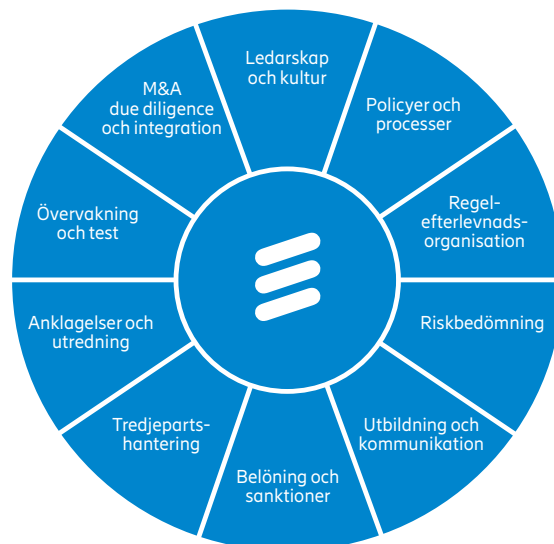 Ledarskap
och kultur
Policyer och
processer
Regel-
efterlevnads-
organisation
Riskbedömning
Utbildning och
kommunikation
Belöning och
sanktioner
Tredjeparts-
hantering
Anklagelser och
utredning
Övervakning
och test
M&A
due diligence
och integration